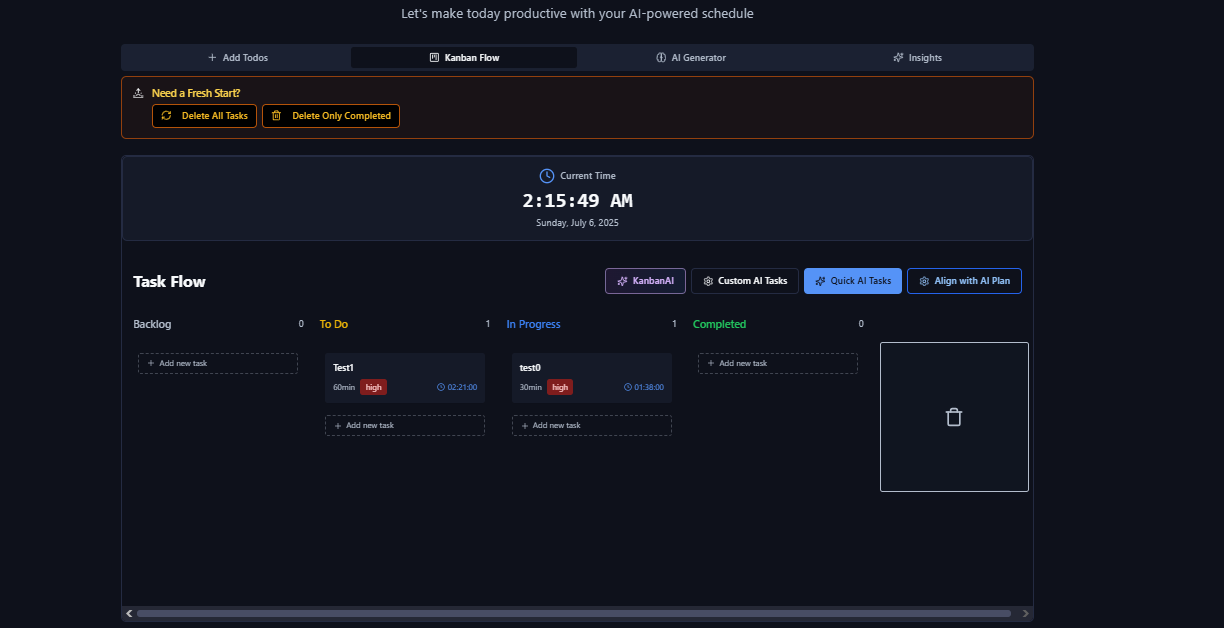 Let's make today productive with your AI-powered schedule
Add Todos
Kanban Flow
AI Generator
Insights
Need a Fresh Start?
Delete All Tasks
Delete Only Completed
Current Time
2:15:49 AM
Sunday, July 6, 2025
Task Flow
KanbanAI
Custom AI Tasks
Quick AI Tasks
Align with AI Plan
Backlog 0
To Do 1
In Progress 1
Completed 0
+ Add new task
Test1
60min high 02:21:00
+ Add new task
test0
30min high 01:38:00
+ Add new task
+ Add new task